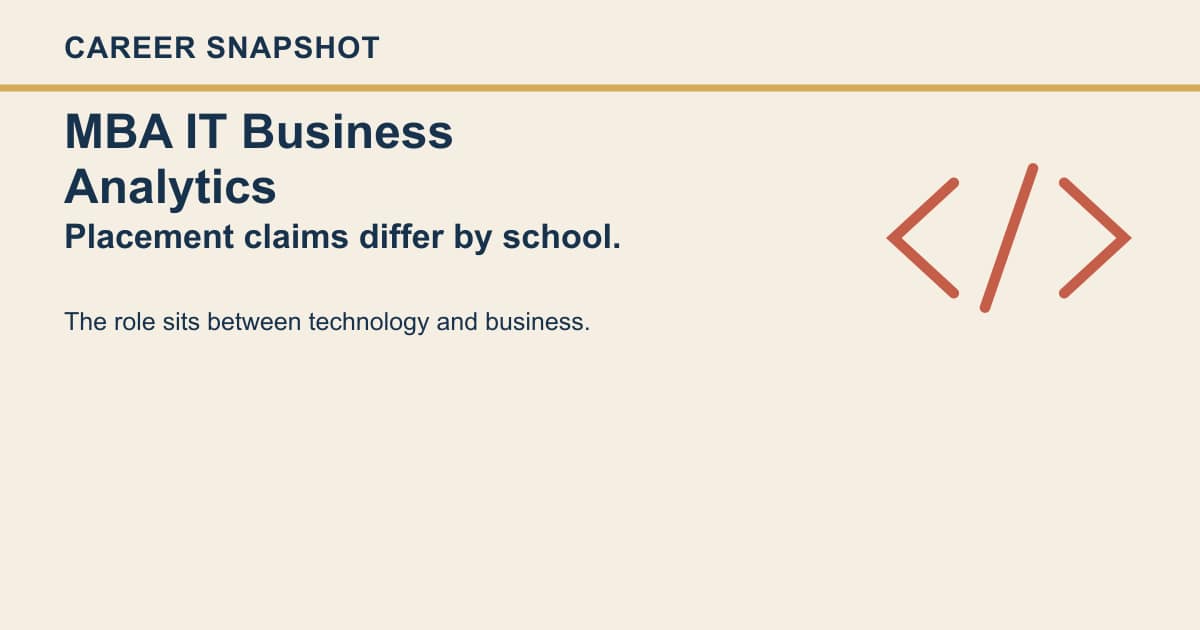 CAREER SNAPSHOT
MBA IT Business
Analytics
Placement claims differ by school.
The role sits between technology and business.